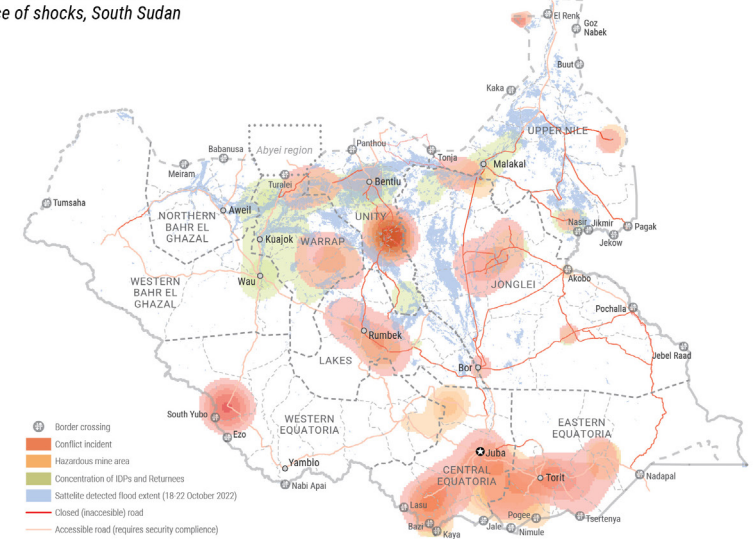 ce of shocks, South Sudan
El Renk
Goz
Nabek
Buut
Kaka
UPPER NILE
Panthou
Abyei region
Babanusa
Meiram
Tonja
Malakal
Turalei
Bentiu
Tumsaha
Aweil
NORTHERN
BAHR EL
GHAZAL
UNITY
Nasir
Jikmir
Pagak
Jekow
Kuajok
WARRAP
Wau
WESTERN
BAHR EL
GHAZAL
JONGLEI
Akobo
Pochalla
Rumbek
Jebel Raad
LAKES
Bor
South Yubo
Ezo
WESTERN
EQUATORIA
EASTERN
EQUATORIA
Juba
Yambio
CENTRAL
EQUATORIA
Torit
Nadapal
Nabi Apai
Lasu
Bazi
Kaya
Jale
Nimule
Pogee
Tsertenya
Border crossing
Conflict incident
Hazardous mine area
Concentration of IDPs and Returnees
Sattelite detected flood extent (18-22 October 2022)
Closed (inaccesible) road
Accessible road (requires security complience)